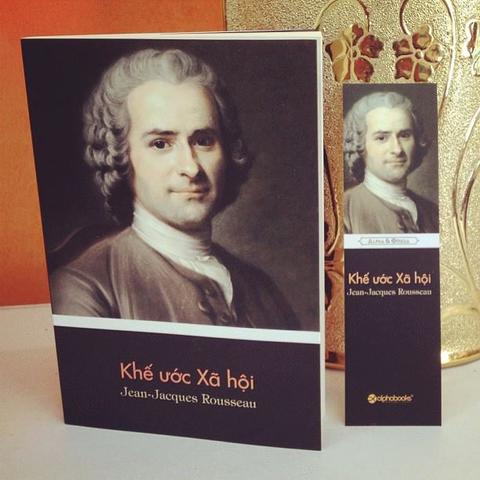 Khế ước Xã hội
Jean-Jacques Rousseau
ALPHA & OMEGA
Khế ước Xã hội
Jean-Jacques Rousseau
alphabooks®